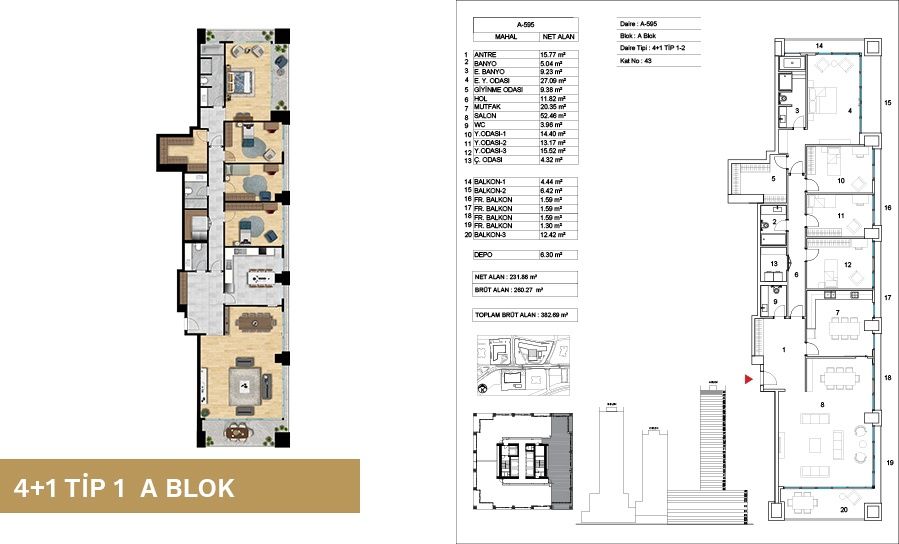 4+1 TİP 1 A BLOK
A-595
MAHAL NET ALAN
1 ANTRE 15.77 m²
2 BANYO 5.04 m²
3 E. BANYO 9.23 m²
4 E. Y. ODASI 27.09 m²
5 GİYİNME ODASI 9.38 m²
6 HOL 11.82 m²
7 MUTFAK 20.35 m²
8 SALON 52.46 m²
9 WC 3.96 m²
10 Y.ODASI-1 14.40 m²
11 Y.ODASI-2 13.17 m²
12 Y.ODASI-3 15.52 m²
13 Ç. ODASI 4.32 m²
14 BALKON-1 4.44 m²
15 BALKON-2 6.42 m²
16 FR. BALKON 1.59 m²
17 FR. BALKON 1.59 m²
18 FR. BALKON 1.59 m²
19 FR. BALKON 1.30 m²
20 BALKON-3 12.42 m²
DEPO 6.30 m²
NET ALAN : 231.86 m²
BRÜT ALAN : 260.27 m²
TOPLAM BRÜT ALAN : 382.69 m²
Daire : A-595
Blok : A Blok
Daire Tipi : 4+1 TİP 1-2
Kat No : 43
14
15
3
4
5
10
16
2
11
13
6
12
9
17
7
1
18
8
19
20